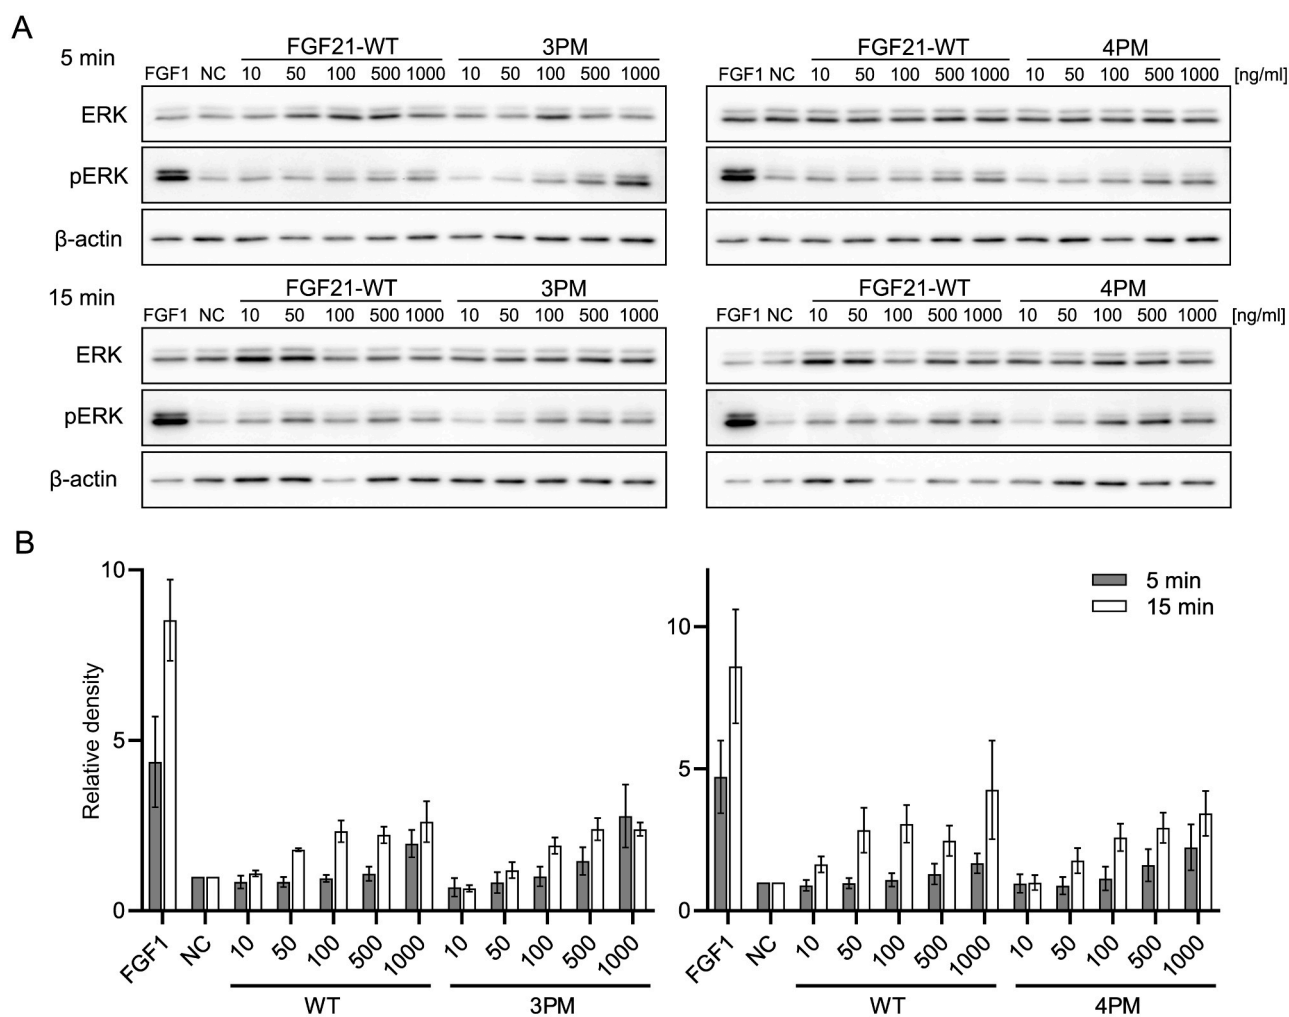 A
5 min
FGF21-WT 3PM
FGF1 NC 10 50 100 500 1000 10 50 100 500 1000
ERK
pERK
β-actin
FGF21-WT 4PM
FGF1 NC 10 50 100 500 1000 10 50 100 500 1000 [ng/ml]
15 min
FGF21-WT 3PM
FGF1 NC 10 50 100 500 1000 10 50 100 500 1000
ERK
pERK
β-actin
FGF21-WT 4PM
FGF1 NC 10 50 100 500 1000 10 50 100 500 1000 [ng/ml]
B
Relative density
10
5
0
FGF1 NC 10 50 100 500 1000 10 50 100 500 1000
WT 3PM
10
5
0
5 min
15 min
FGF1 NC 10 50 100 500 1000 10 50 100 500 1000
WT 4PM